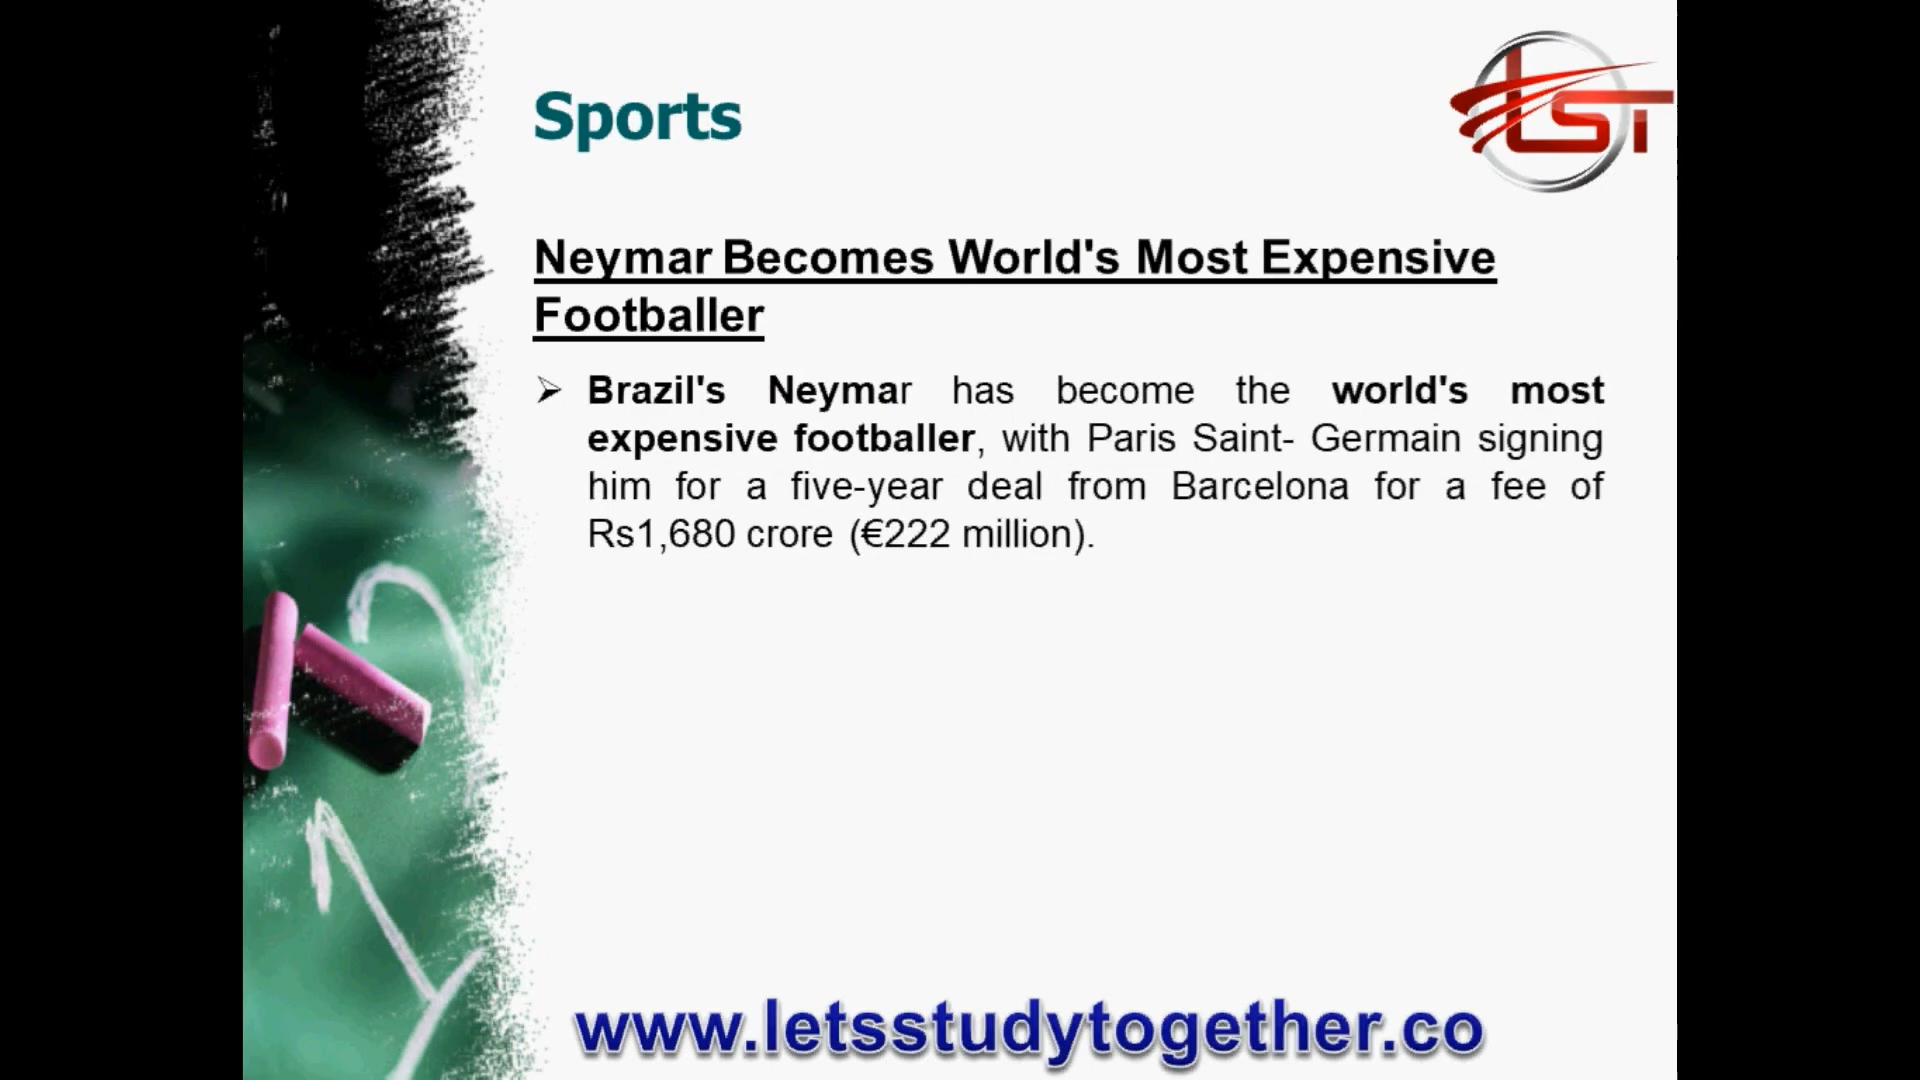 Sports
LST
Neymar Becomes World's Most Expensive
Footballer
➢ Brazil's Neymar has become the world's most
expensive footballer, with Paris Saint- Germain signing
him for a five-year deal from Barcelona for a fee of
Rs1,680 crore (€222 million).
www.letsstudytogether.co